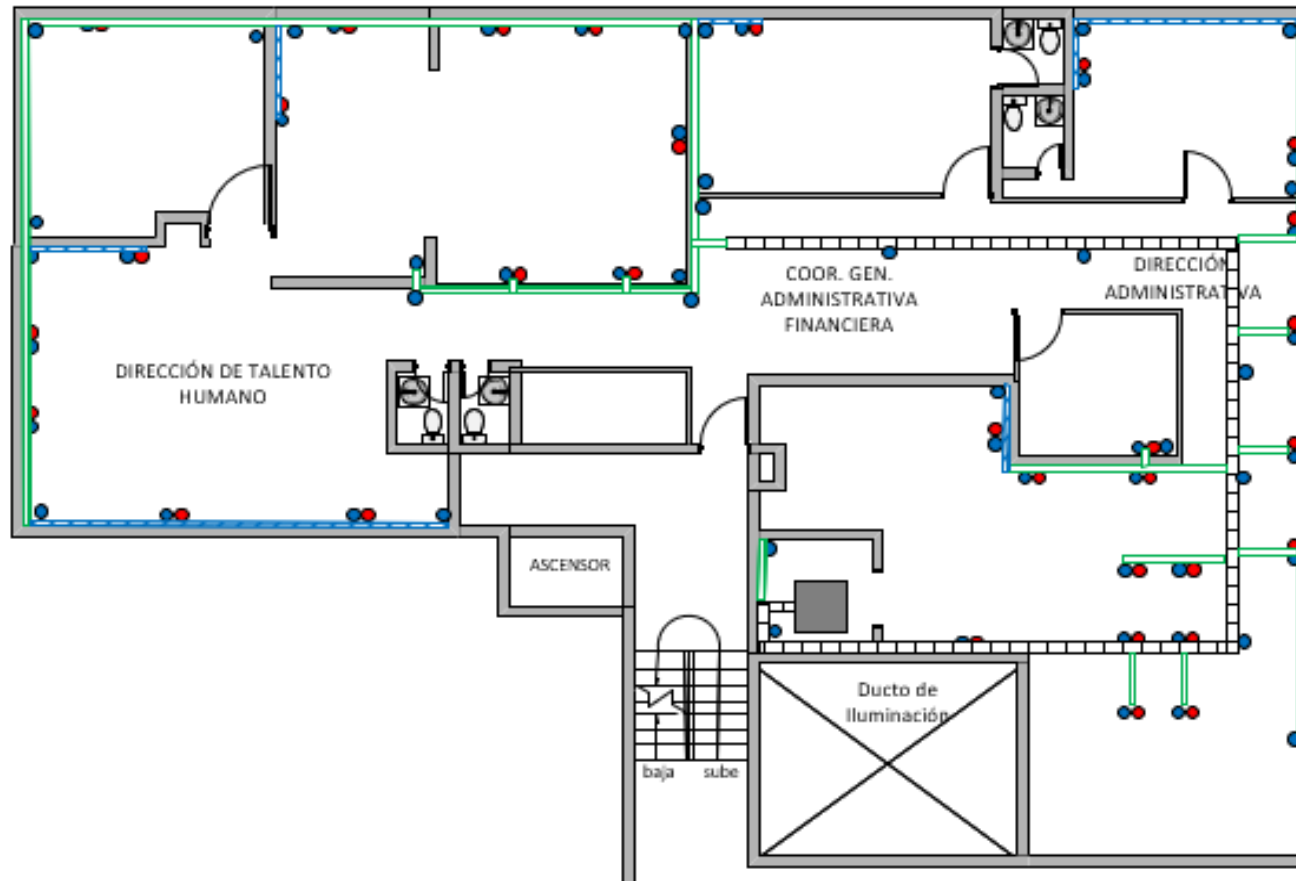 COOR. GEN.
ADMINISTRATIVA
FINANCIERA
DIRECCIÓN
ADMINISTRATIVA
DIRECCIÓN DE TALENTO
HUMANO
ASCENSOR
Ducto de
Iluminación
baja
sube